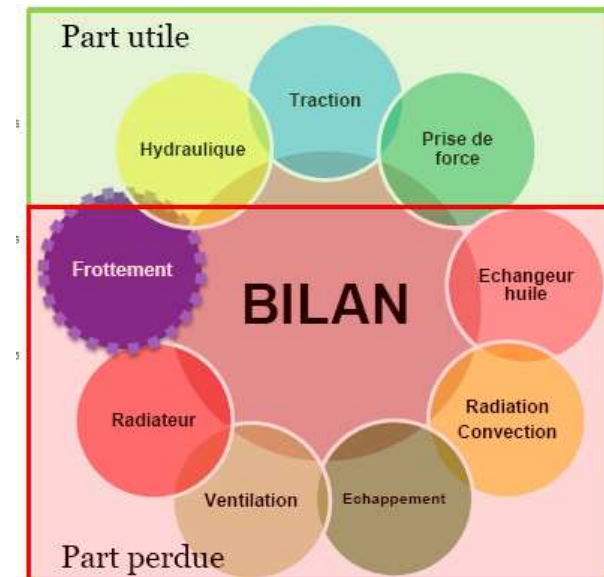 Part utile
Traction
Hydraulique
Prise de
force
Frottement
BILAN
Echangeur
huile
Radiateur
Radiation
Convection
Ventilation
Echappement
Part perdue